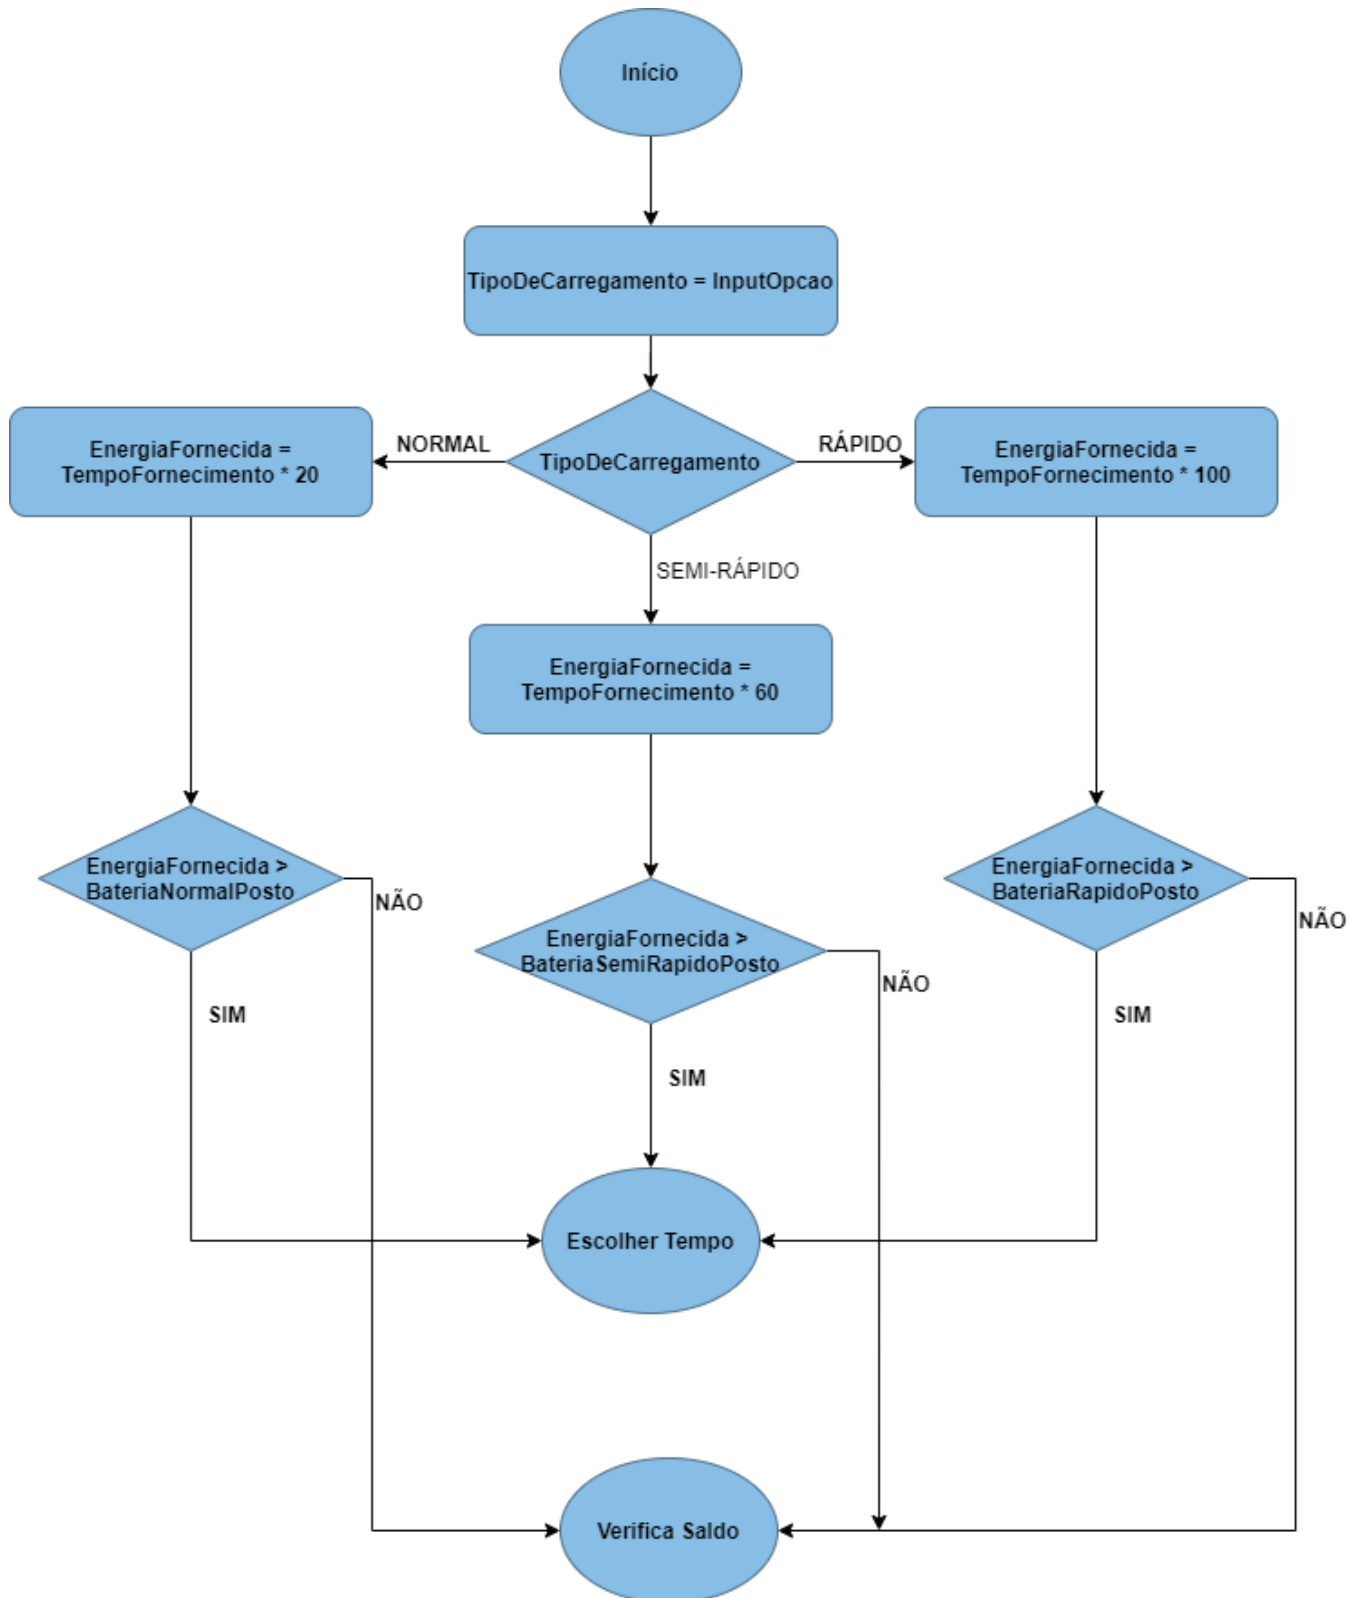 Início
TipoDeCarregamento = InputOpcao
NORMAL
TipoDeCarregamento
RÁPIDO
EnergiaFornecida =
TempoFornecimento * 20
EnergiaFornecida =
TempoFornecimento * 100
SEMI-RÁPIDO
EnergiaFornecida =
TempoFornecimento * 60
EnergiaFornecida >
BateriaNormalPosto
NÃO
SIM
EnergiaFornecida >
BateriaSemiRapidoPosto
NÃO
SIM
EnergiaFornecida >
BateriaRapidoPosto
NÃO
SIM
Escolher Tempo
Verifica Saldo